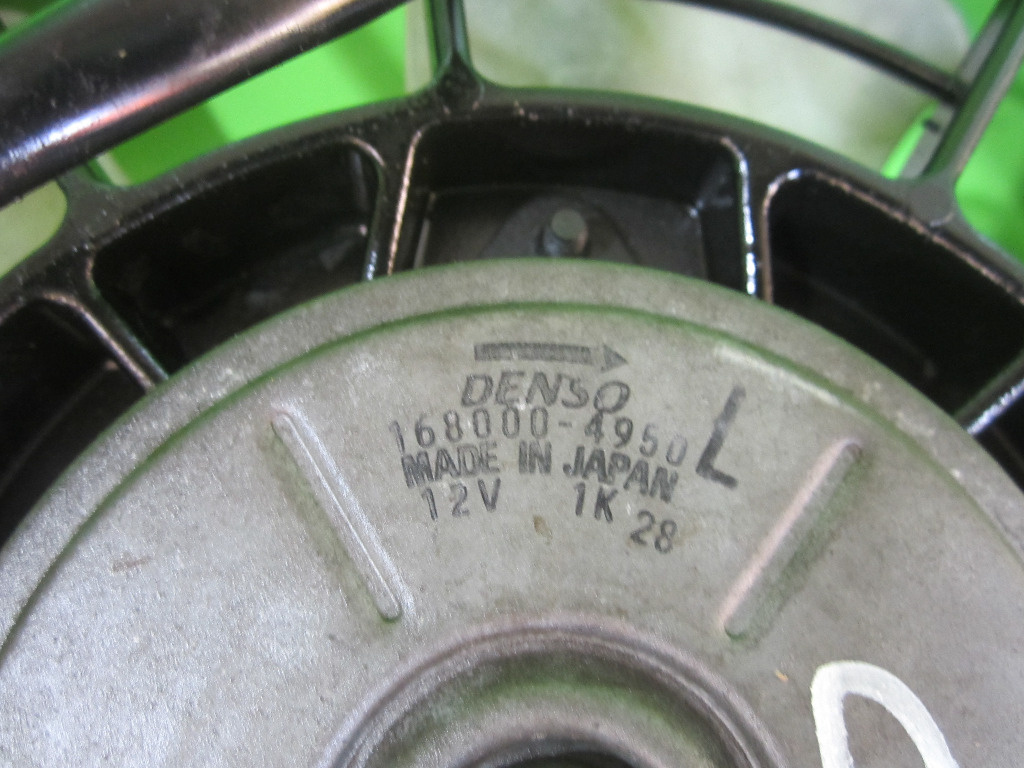 DENSO
168000-4950 L
MADE IN JAPAN
12V 1K 28